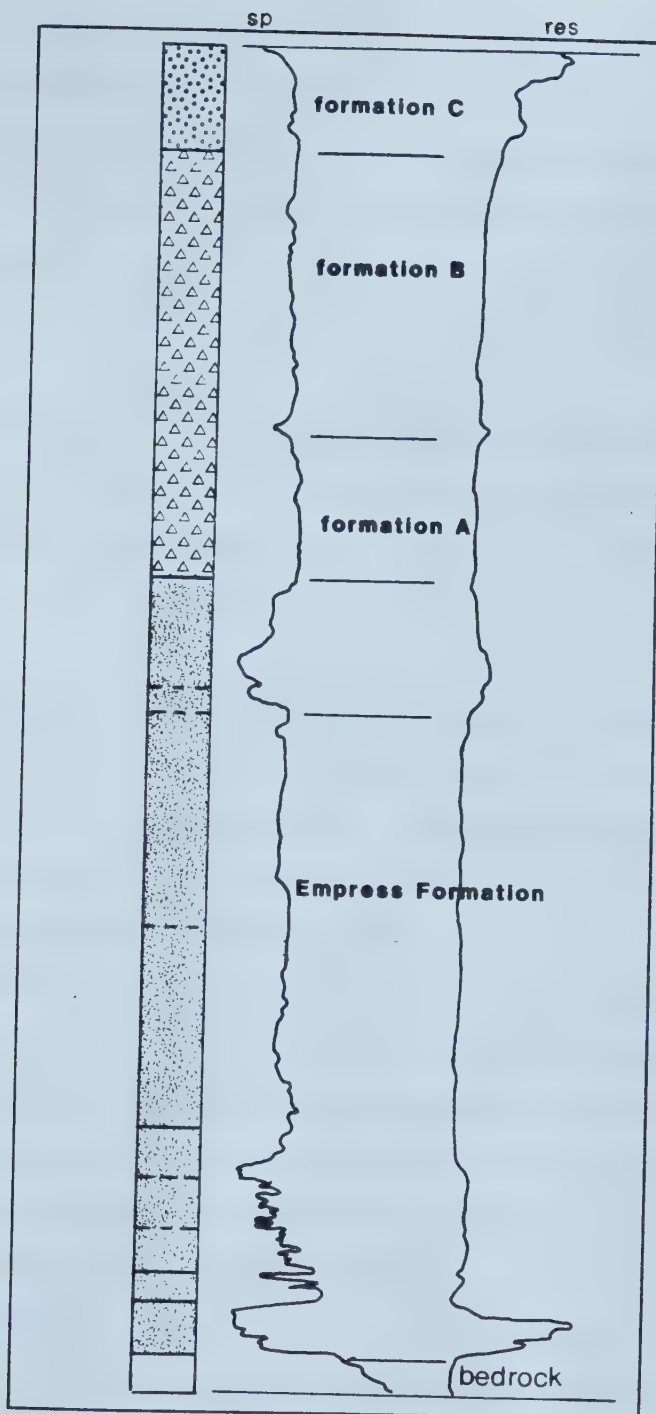 sp res
formation C
formation B
formation A
Empress Formation
bedrock